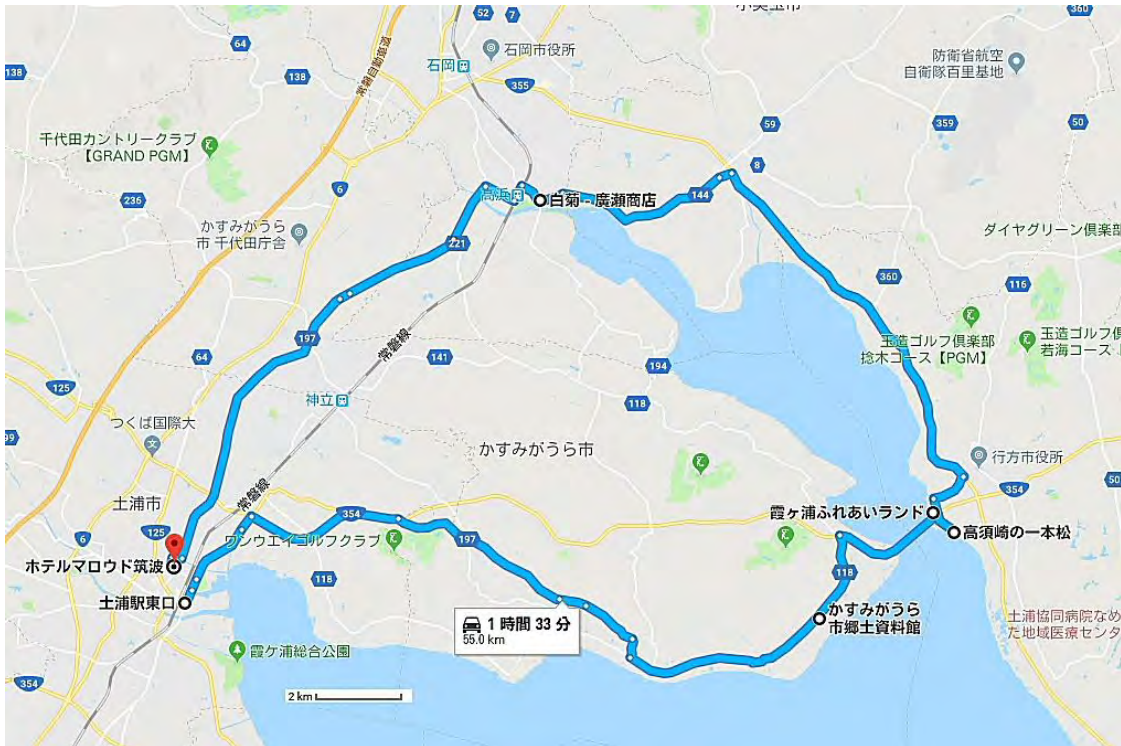 小美玉市
52
7
石岡市役所
360
64
石岡
防衛省航空
自衛隊百里基地
138
138
常磐自動車道
355
59
359
50
千代田カントリークラブ
【GRAND PGM】
6
8
236
高浜
白菊 - 廣瀬商店
144
かすみがうら
市 千代田庁舎
221
ダイヤグリーン倶楽部
360
116
197
常磐線
玉造ゴルフ倶楽部
捻木コース【PGM】
玉造ゴルフ倶楽部
若海コース
64
141
194
125
神立
118
つくば国際大
かすみがうら市
99
行方市役所
土浦市
常磐線
354
50
354
霞ヶ浦ふれあいランド
125
6
ワンウエイゴルフクラブ
197
高須崎の一本松
ホテルマロウド筑波
118
118
土浦駅東口
かすみがうら
市郷土資料館
1 時間 33 分
55.0 km
土浦協同病院なめ
た地域医療センタ
霞ケ浦総合公園
354
2 km